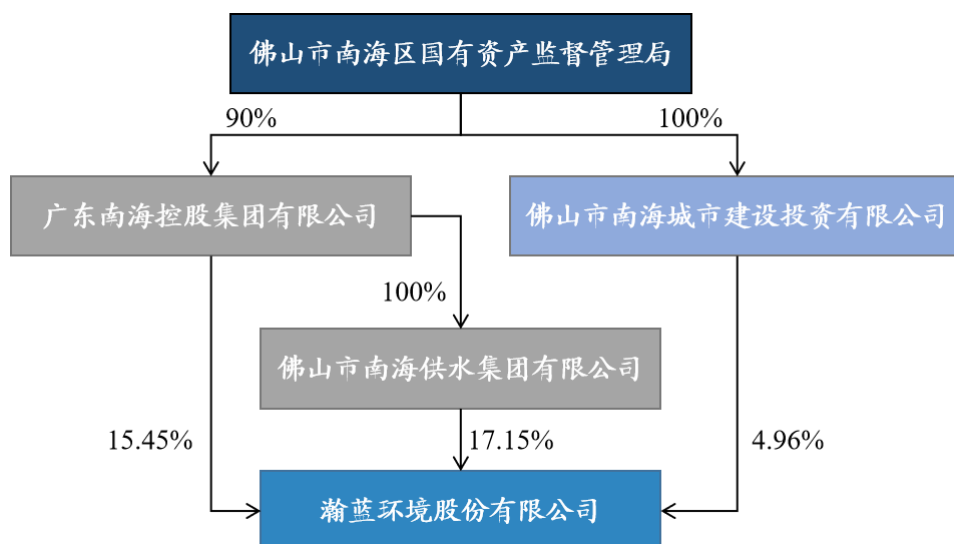 佛山市南海区国有资产监督管理局
90%
100%
广东南海控股集团有限公司
佛山市南海城市建设投资有限公司
100%
佛山市南海供水集团有限公司
15.45%
17.15%
4.96%
瀚蓝环境股份有限公司